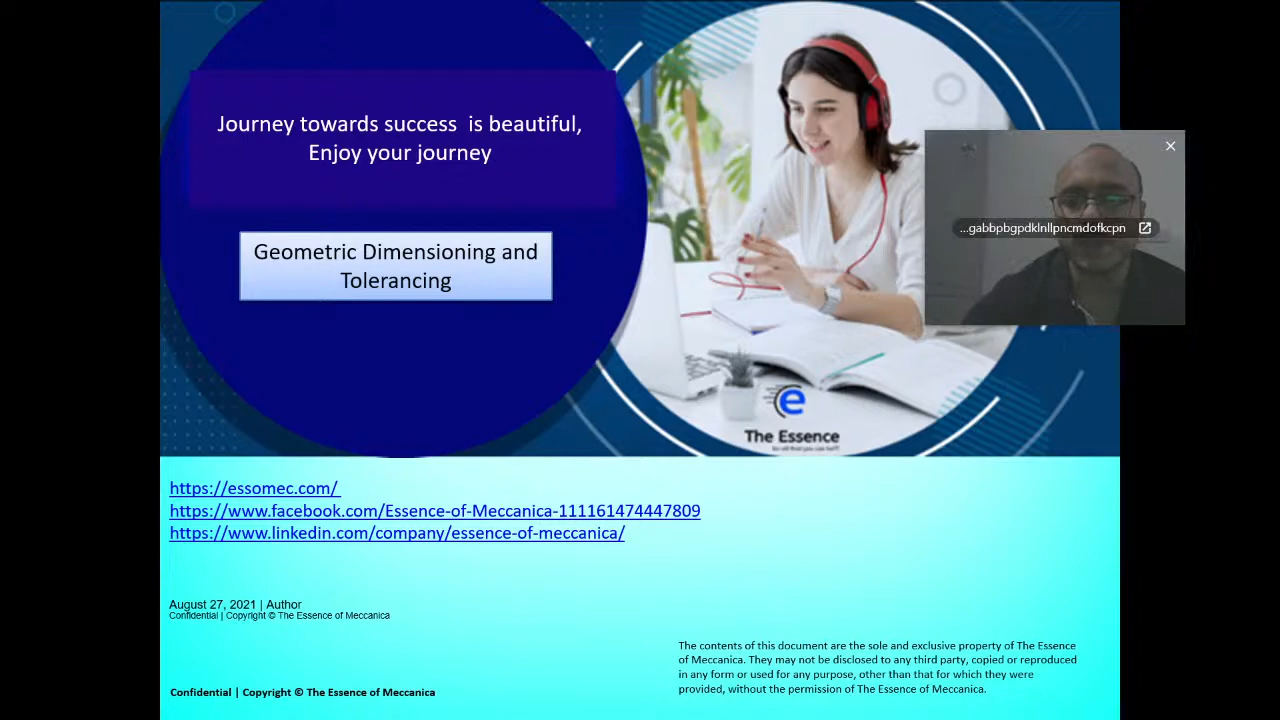 Journey towards success is beautiful,
Enjoy your journey
Geometric Dimensioning and
Tolerancing
...gabbpbgpdklnllpncmdofkcpn
e
The Essence
https://essomec.com/
https://www.facebook.com/Essence-of-Meccanica-111161474447809
https://www.linkedin.com/company/essence-of-meccanica/
August 27, 2021 | Author
Confidential | Copyright © The Essence of Meccanica
The contents of this document are the sole and exclusive property of The Essence
of Meccanica. They may not be disclosed to any third party, copied or reproduced
in any form or used for any purpose, other than that for which they were
provided, without the permission of The Essence of Meccanica.
Confidential | Copyright © The Essence of Meccanica